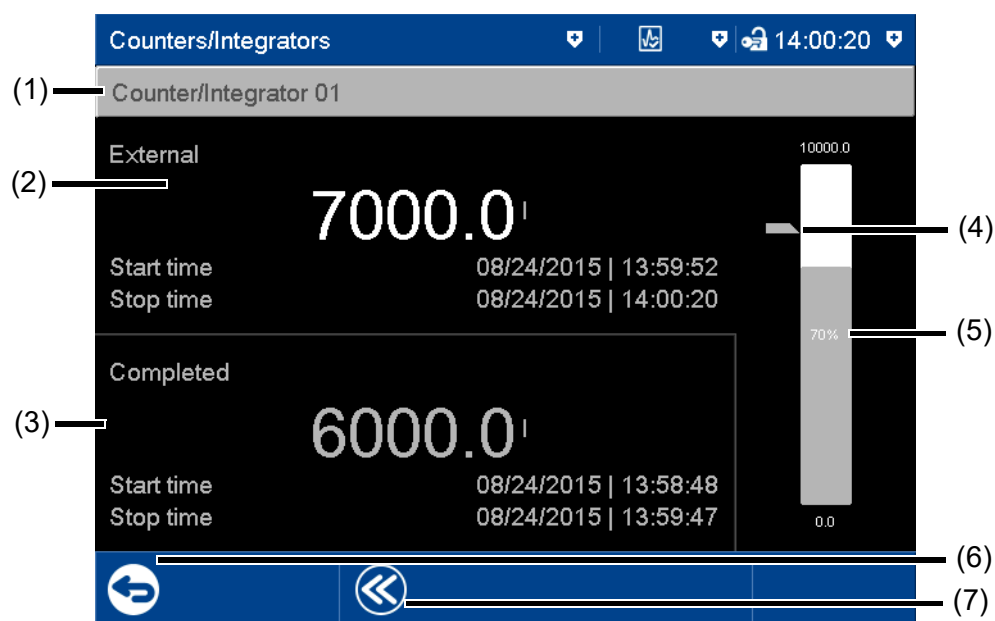 Counters/Integrators 14:00:20
(1) Counter/Integrator 01
External 10000.0
(2)
7000.0 l
(4)
Start time 08/24/2015 | 13:59:52
Stop time 08/24/2015 | 14:00:20
70% (5)
Completed
(3)
6000.0 l
Start time 08/24/2015 | 13:58:48
Stop time 08/24/2015 | 13:59:47
0.0
(6)
(7)